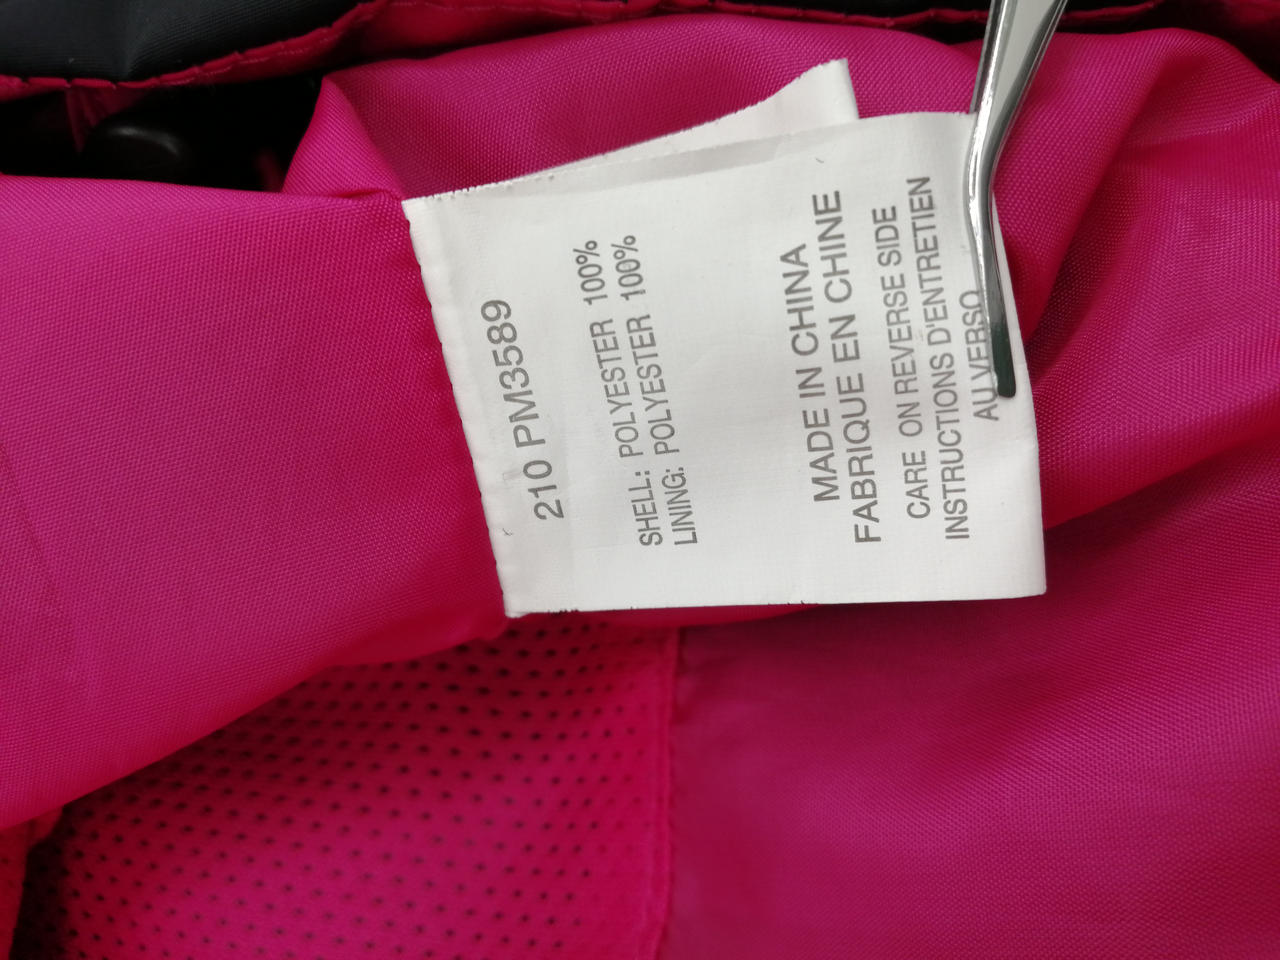 210 PM3589
SHELL: POLYESTER 100%
LINING: POLYESTER 100%
MADE IN CHINA
FABRIQUE EN CHINE
CARE ON REVERSE SIDE
INSTRUCTIONS D'ENTRETIEN
AU VERSO